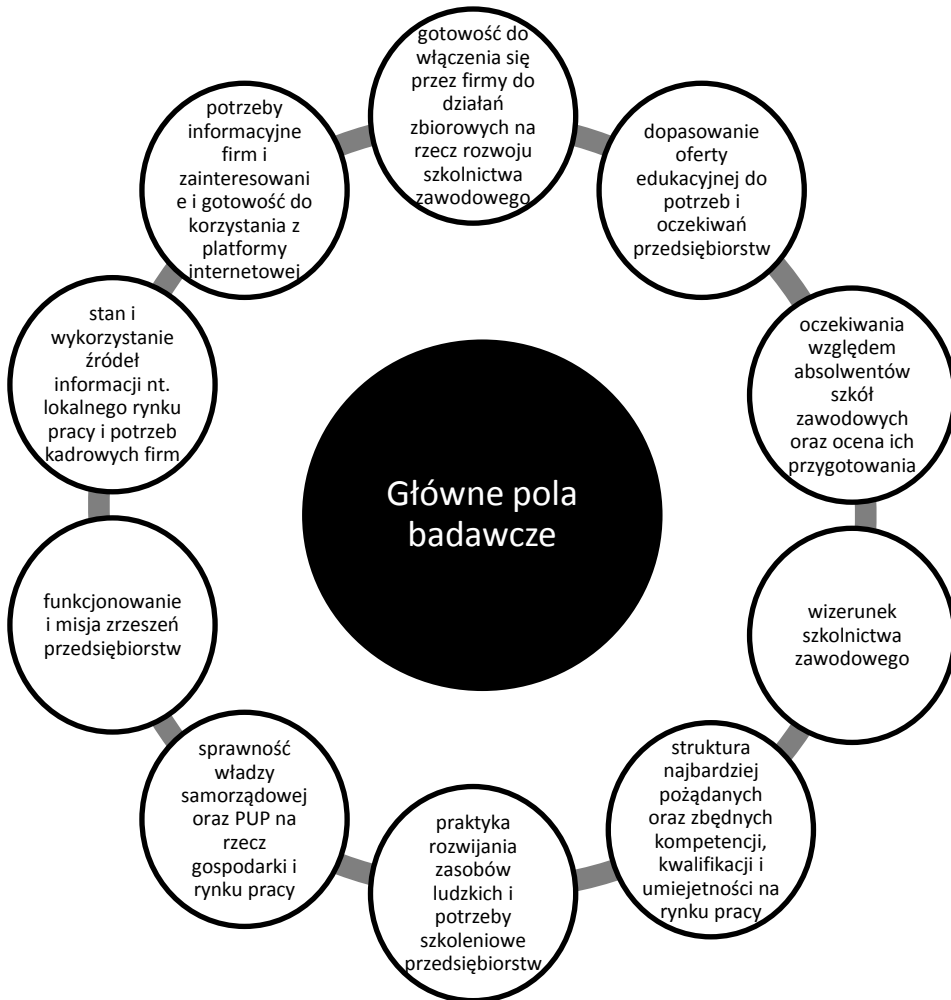 gotowość do
włączenia się
przez firmy do
działań
zbiorowych na
rzecz rozwoju
szkolnictwa
zawodowego
dopasowanie
oferty
edukacyjnej do
potrzeb i
oczekiwań
przedsiębiorstw
oczekiwania
względem
absolwentów
szkół
zawodowych
oraz ocena ich
przygotowania
wizerunek
szkolnictwa
zawodowego
struktura
najbardziej
pożądanych
oraz zbędnych
kompetencji,
kwalifikacji i
umiejetności na
rynku pracy
praktyka
rozwijania
zasobów
ludzkich i
potrzeby
szkoleniowe
przedsiębiorstw
sprawność
władzy
samorządowej
oraz PUP na
rzecz
gospodarki i
rynku pracy
funkcjonowanie
i misja zrzeszeń
przedsiębiorstw
stan i
wykorzystanie
źródeł
informacji nt.
lokalnego rynku
pracy i potrzeb
kadrowych firm
potrzeby
informacyjne
firm i
zainteresowani
e i gotowość do
korzystania z
platformy
internetowej
Główne pola
badawcze